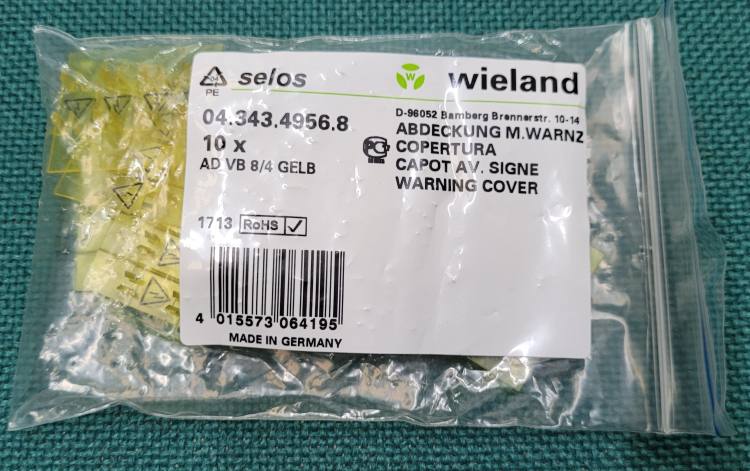 04
PE
selos
W
wieland
04.343.4956.8
10 x
AD VB 8/4 GELB
D-96052 Bamberg Brennerstr. 10-14
ABDECKUNG M.WARNZ
COPERTURA
CAPOT AV. SIGNE
WARNING COVER
1713 RoHS
4 015573 064195
MADE IN GERMANY